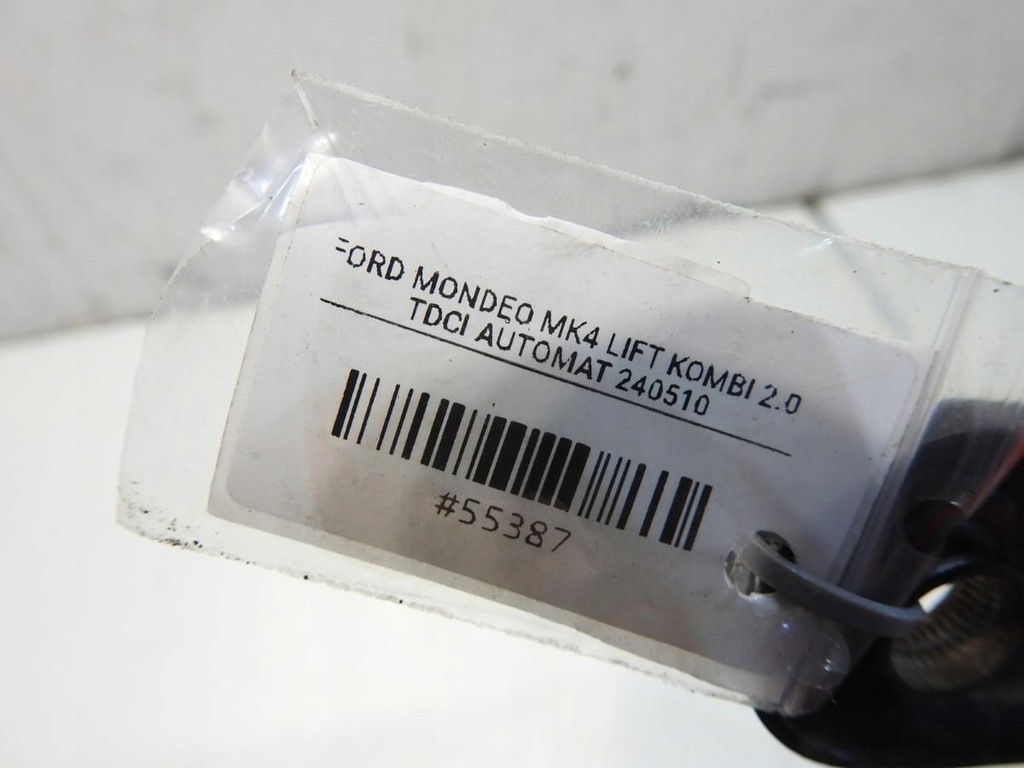 FORD MONDEO MK4 LIFT KOMBI 2.0
TDCI AUTOMAT 240510
#55387